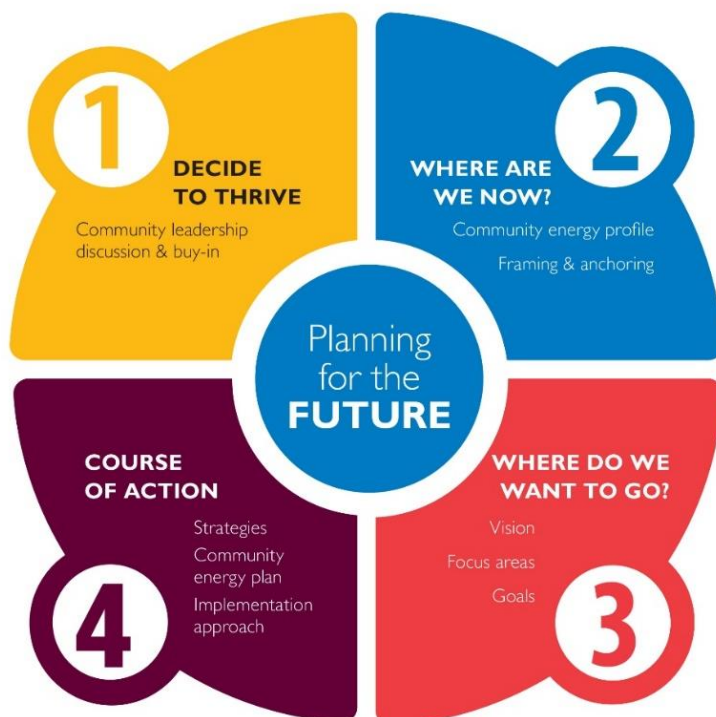 1
DECIDE
TO THRIVE
Community leadership
discussion & buy-in
2
WHERE ARE
WE NOW?
Community energy profile
Framing & anchoring
Planning
for the
FUTURE
WHERE DO WE
WANT TO GO?
Vision
Focus areas
Goals
3
COURSE
OF ACTION
Strategies
Community
energy plan
Implementation
approach
4